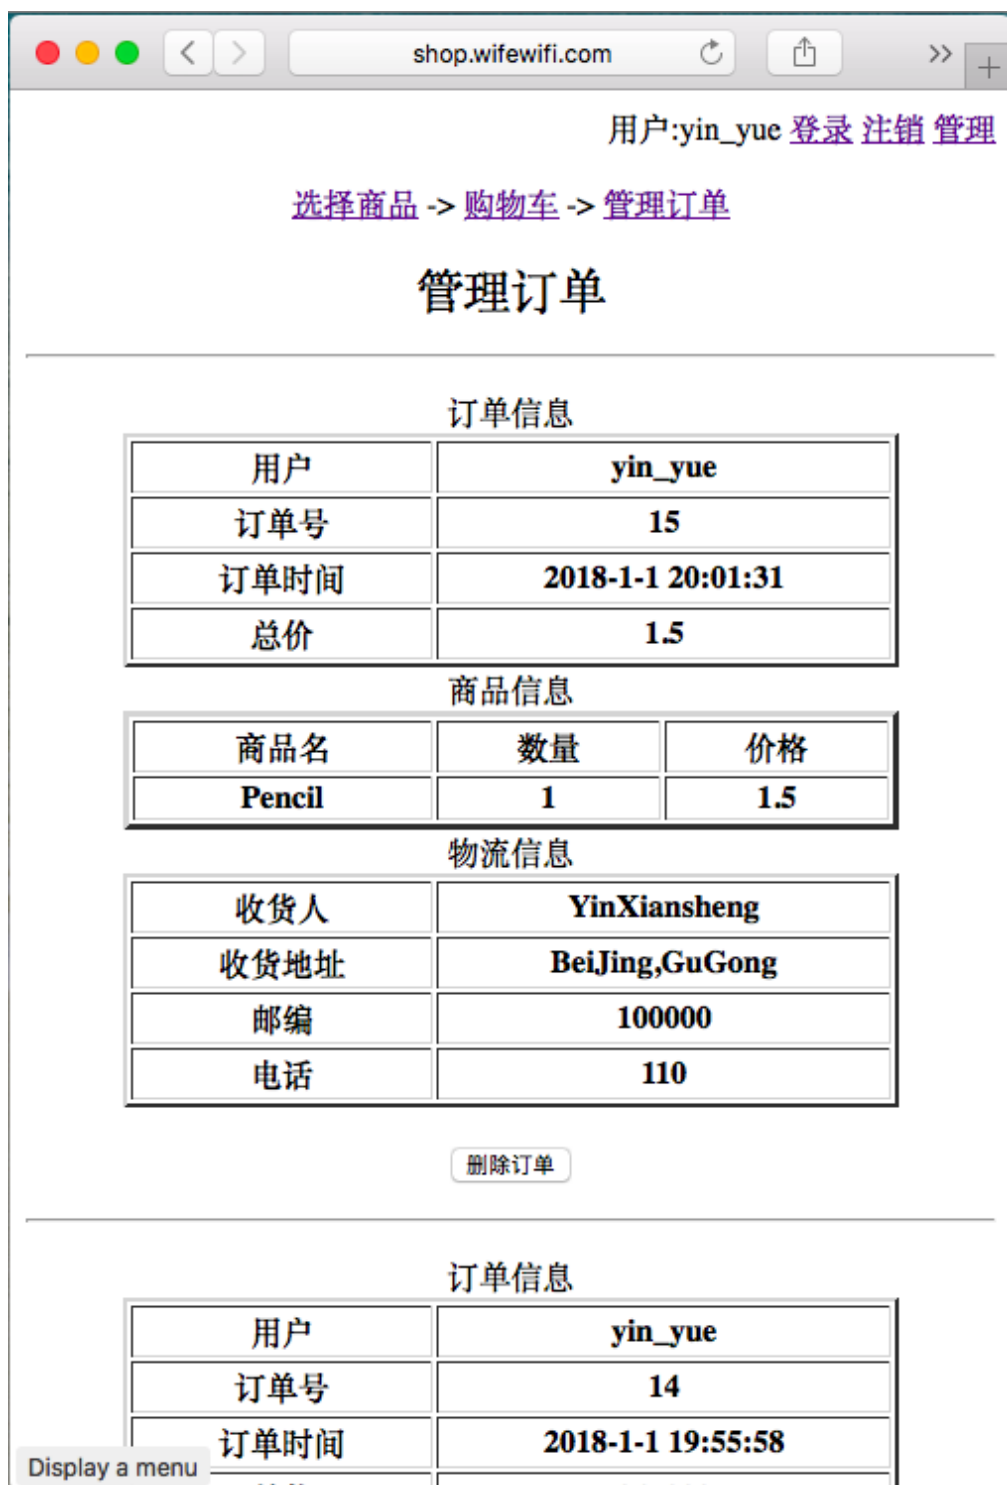 shop.wifewifi.com
用户:yin_yue 登录 注销 管理
选择商品 -> 购物车 -> 管理订单
管理订单
订单信息
用户 yin_yue
订单号 15
订单时间 2018-1-1 20:01:31
总价 1.5
商品信息
商品名 数量 价格
Pencil 1 1.5
物流信息
收货人 YinXiansheng
收货地址 BeiJing,GuGong
邮编 100000
电话 110
删除订单
订单信息
用户 yin_yue
订单号 14
订单时间 2018-1-1 19:55:58
Display a menu